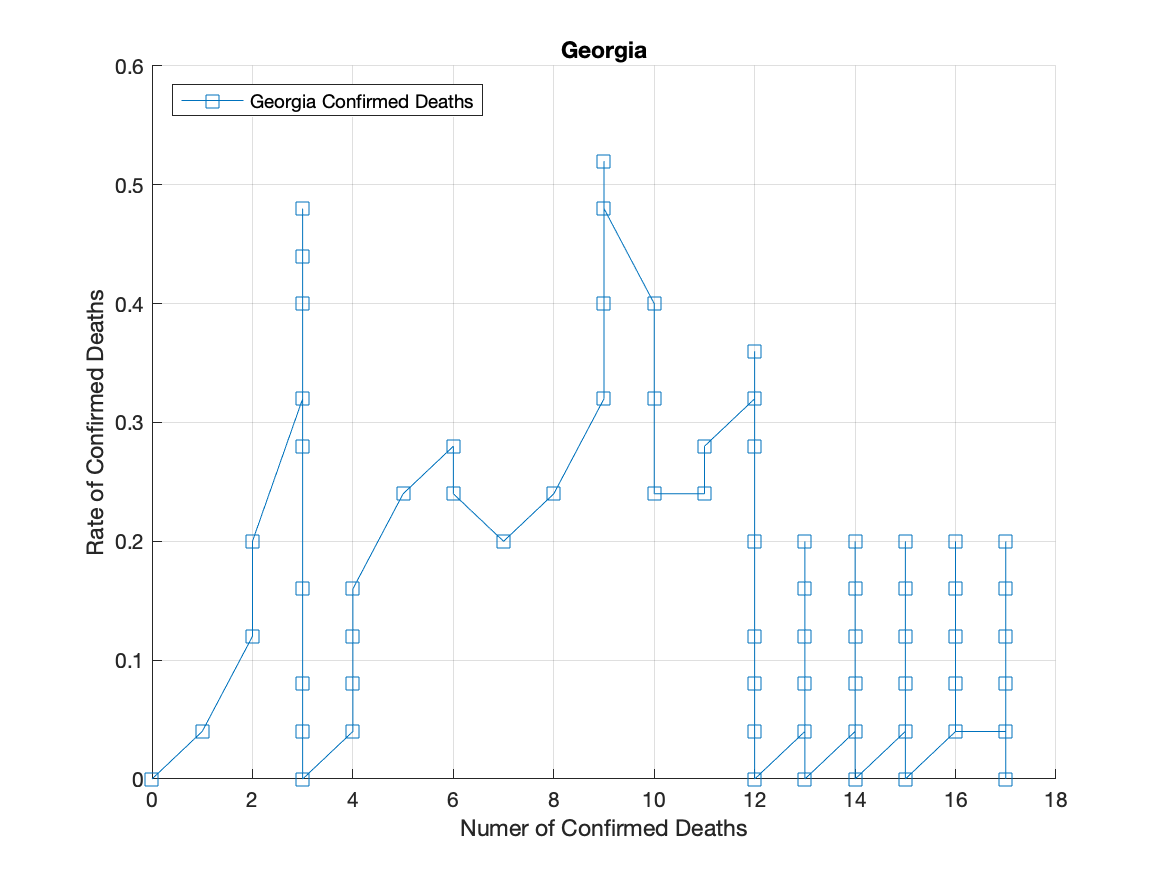 Georgia
0.6
Georgia Confirmed Deaths
0.5
0.4
0.3
0.2
0.1
0
Rate of Confirmed Deaths
0 2 4 6 8 10 12 14 16 18
Numer of Confirmed Deaths